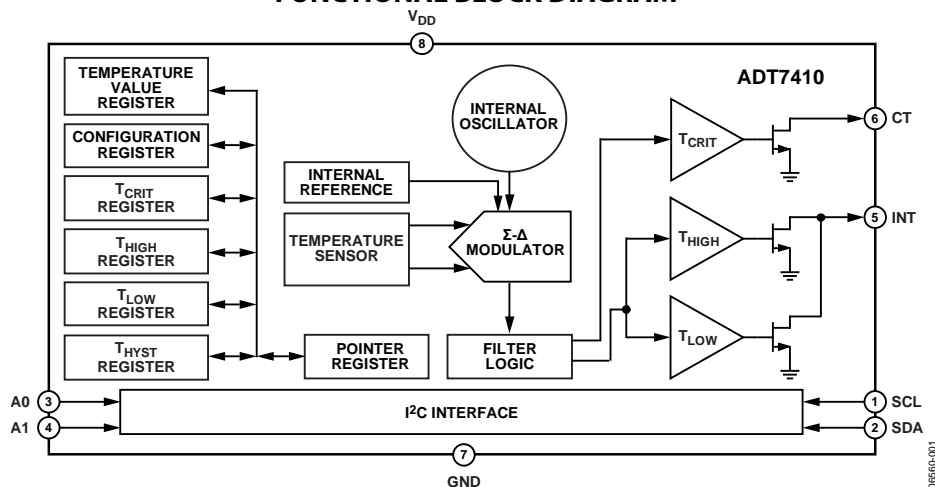 FUNCTIONAL BLOCK DIAGRAM
VDD
8
ADT7410
TEMPERATURE
VALUE
REGISTER
CONFIGURATION
REGISTER
TCRIT
REGISTER
THIGH
REGISTER
TLOW
REGISTER
THYST
REGISTER
POINTER
REGISTER
INTERNAL
OSCILLATOR
INTERNAL
REFERENCE
TEMPERATURE
SENSOR
Σ-Δ
MODULATOR
FILTER
LOGIC
TCRIT
THIGH
TLOW
6 CT
5 INT
A0 3
A1 4
I2C INTERFACE
1 SCL
2 SDA
7
GND
06560-001